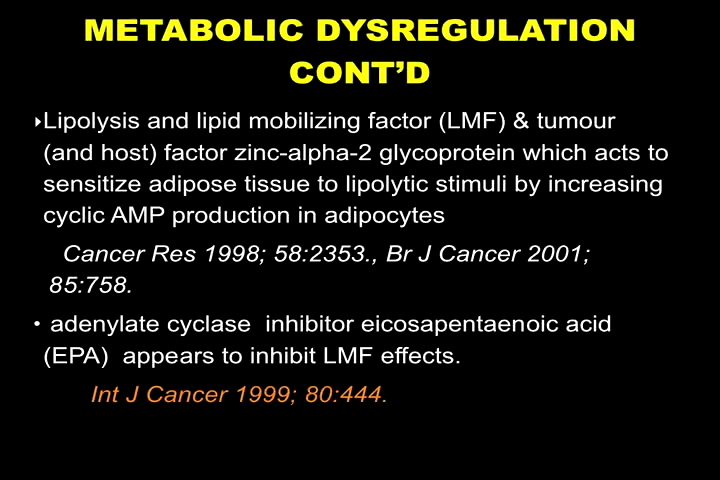 METABOLIC DYSREGULATION
CONT’D
‣Lipolysis and lipid mobilizing factor (LMF) & tumour
(and host) factor zinc-alpha-2 glycoprotein which acts to
sensitize adipose tissue to lipolytic stimuli by increasing
cyclic AMP production in adipocytes
Cancer Res 1998; 58:2353., Br J Cancer 2001;
85:758.
• adenylate cyclase inhibitor eicosapentaenoic acid
(EPA) appears to inhibit LMF effects.
Int J Cancer 1999; 80:444.